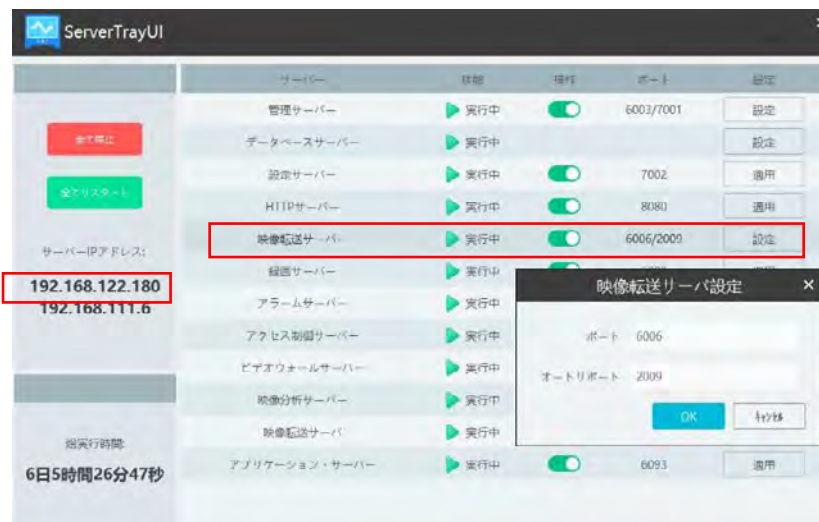 ServerTrayUI
サーバー 状態 操作 ポート 設定
管理サーバー 実行中 6003/7001 設定
全て停止
データベースサーバー 実行中 設定
設定サーバー 実行中 7002 適用
全てリスタート
HTTPサーバー 実行中 8080 適用
映像転送サーバー 実行中 6006/2009 設定
サーバーIPアドレス:
録画サーバー 実行中
192.168.122.180
192.168.111.6
アラームサーバー 実行中
アクセス制御サーバー 実行中
ビデオウォールサーバー 実行中
映像分析サーバー 実行中
映像転送サーバ 実行中
総実行時間:
6日5時間26分47秒
アプリケーション・サーバー 実行中 6093 適用
映像転送リーバ設定 ×
ポート 6006
オートリポート 2009
OK ｷｬﾝｾﾙ